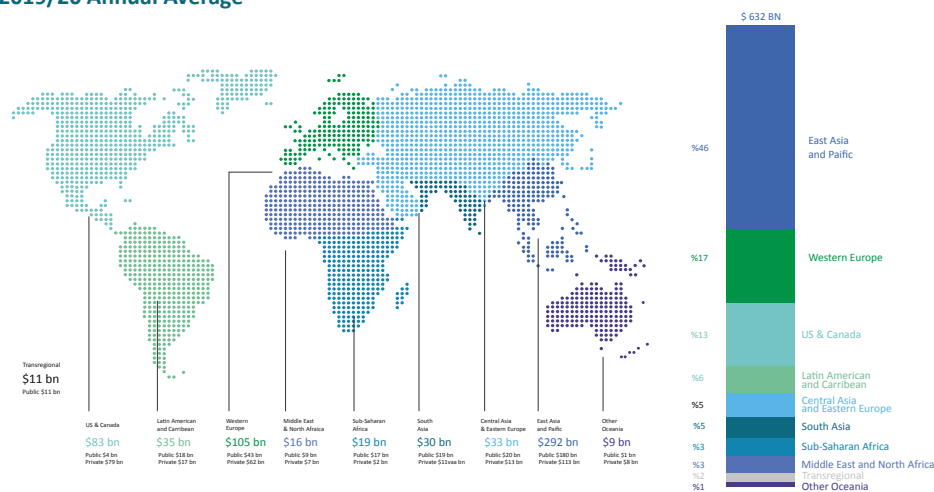 2019/20 Annual Average
$ 632 BN
%46
East Asia
and Paific
%17
Western Europe
%13
US & Canada
%6
Latin American
and Carribean
%5
Central Asia
and Eastern Europe
%5
South Asia
%3
Sub-Saharan Africa
%3
Middle East and North Africa
%2
Transregional
%1
Other Oceania
Transregional
$11 bn
Public $11 bn
US & Canada
$83 bn
Public $4 bn
Private $79 bn
Latin American
and Carribean
$35 bn
Public $18 bn
Private $17 bn
Western
Europe
$105 bn
Public $43 bn
Private $62 bn
Middle East
& North Africa
$16 bn
Public $9 bn
Private $7 bn
Sub-Saharan
Africa
$19 bn
Public $17 bn
Private $2 bn
South
Asia
$30 bn
Public $19 bn
Private $11vaa bn
Central Asia
& Eastern Europe
$33 bn
Public $20 bn
Private $13 bn
East Asia
and Paific
$292 bn
Public $180 bn
Private $113 bn
Other
Oceania
$9 bn
Public $1 bn
Private $8 bn